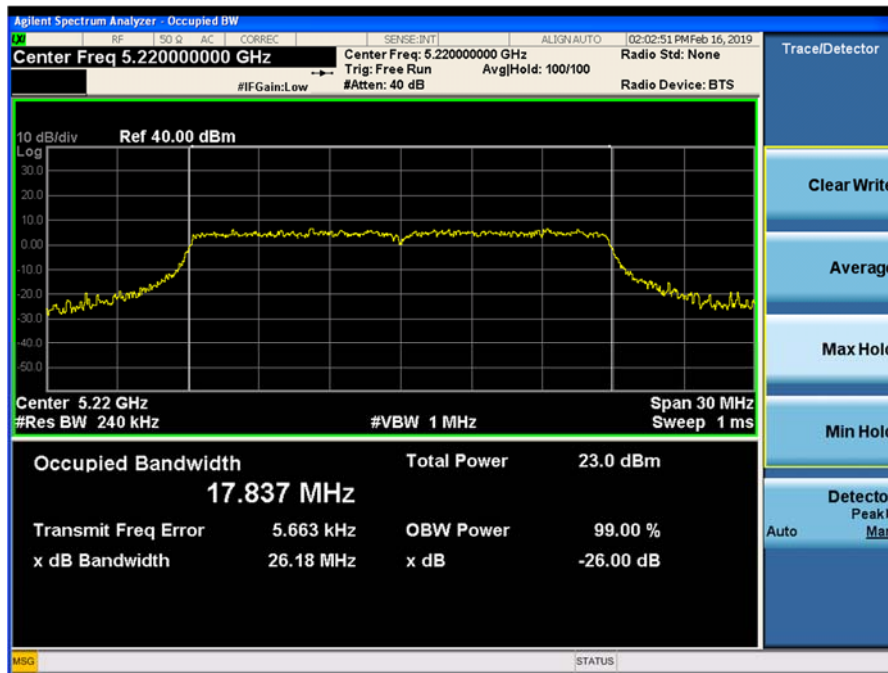 Agilent Spectrum Analyzer - Occupied BW
LXI RF 50 Ω AC CORREC SENSE:INT ALIGN AUTO 02:02:51 PM Feb 16, 2019
Center Freq 5.220000000 GHz
Center Freq: 5.220000000 GHz Radio Std: None
Trig: Free Run Avg|Hold: 100/100
#IFGain:Low #Atten: 40 dB Radio Device: BTS
Trace/Detector
10 dB/div Ref 40.00 dBm
Log
30.0
20.0
10.0
0.00
-10.0
-20.0
-30.0
-40.0
-50.0
Center 5.22 GHz Span 30 MHz
#Res BW 240 kHz #VBW 1 MHz Sweep 1 ms
Occupied Bandwidth Total Power 23.0 dBm
17.837 MHz
Transmit Freq Error 5.663 kHz OBW Power 99.00 %
x dB Bandwidth 26.18 MHz x dB -26.00 dB
Clear Write
Average
Max Hold
Min Hold
Detecto
Peak
Auto Man
MSG STATUS